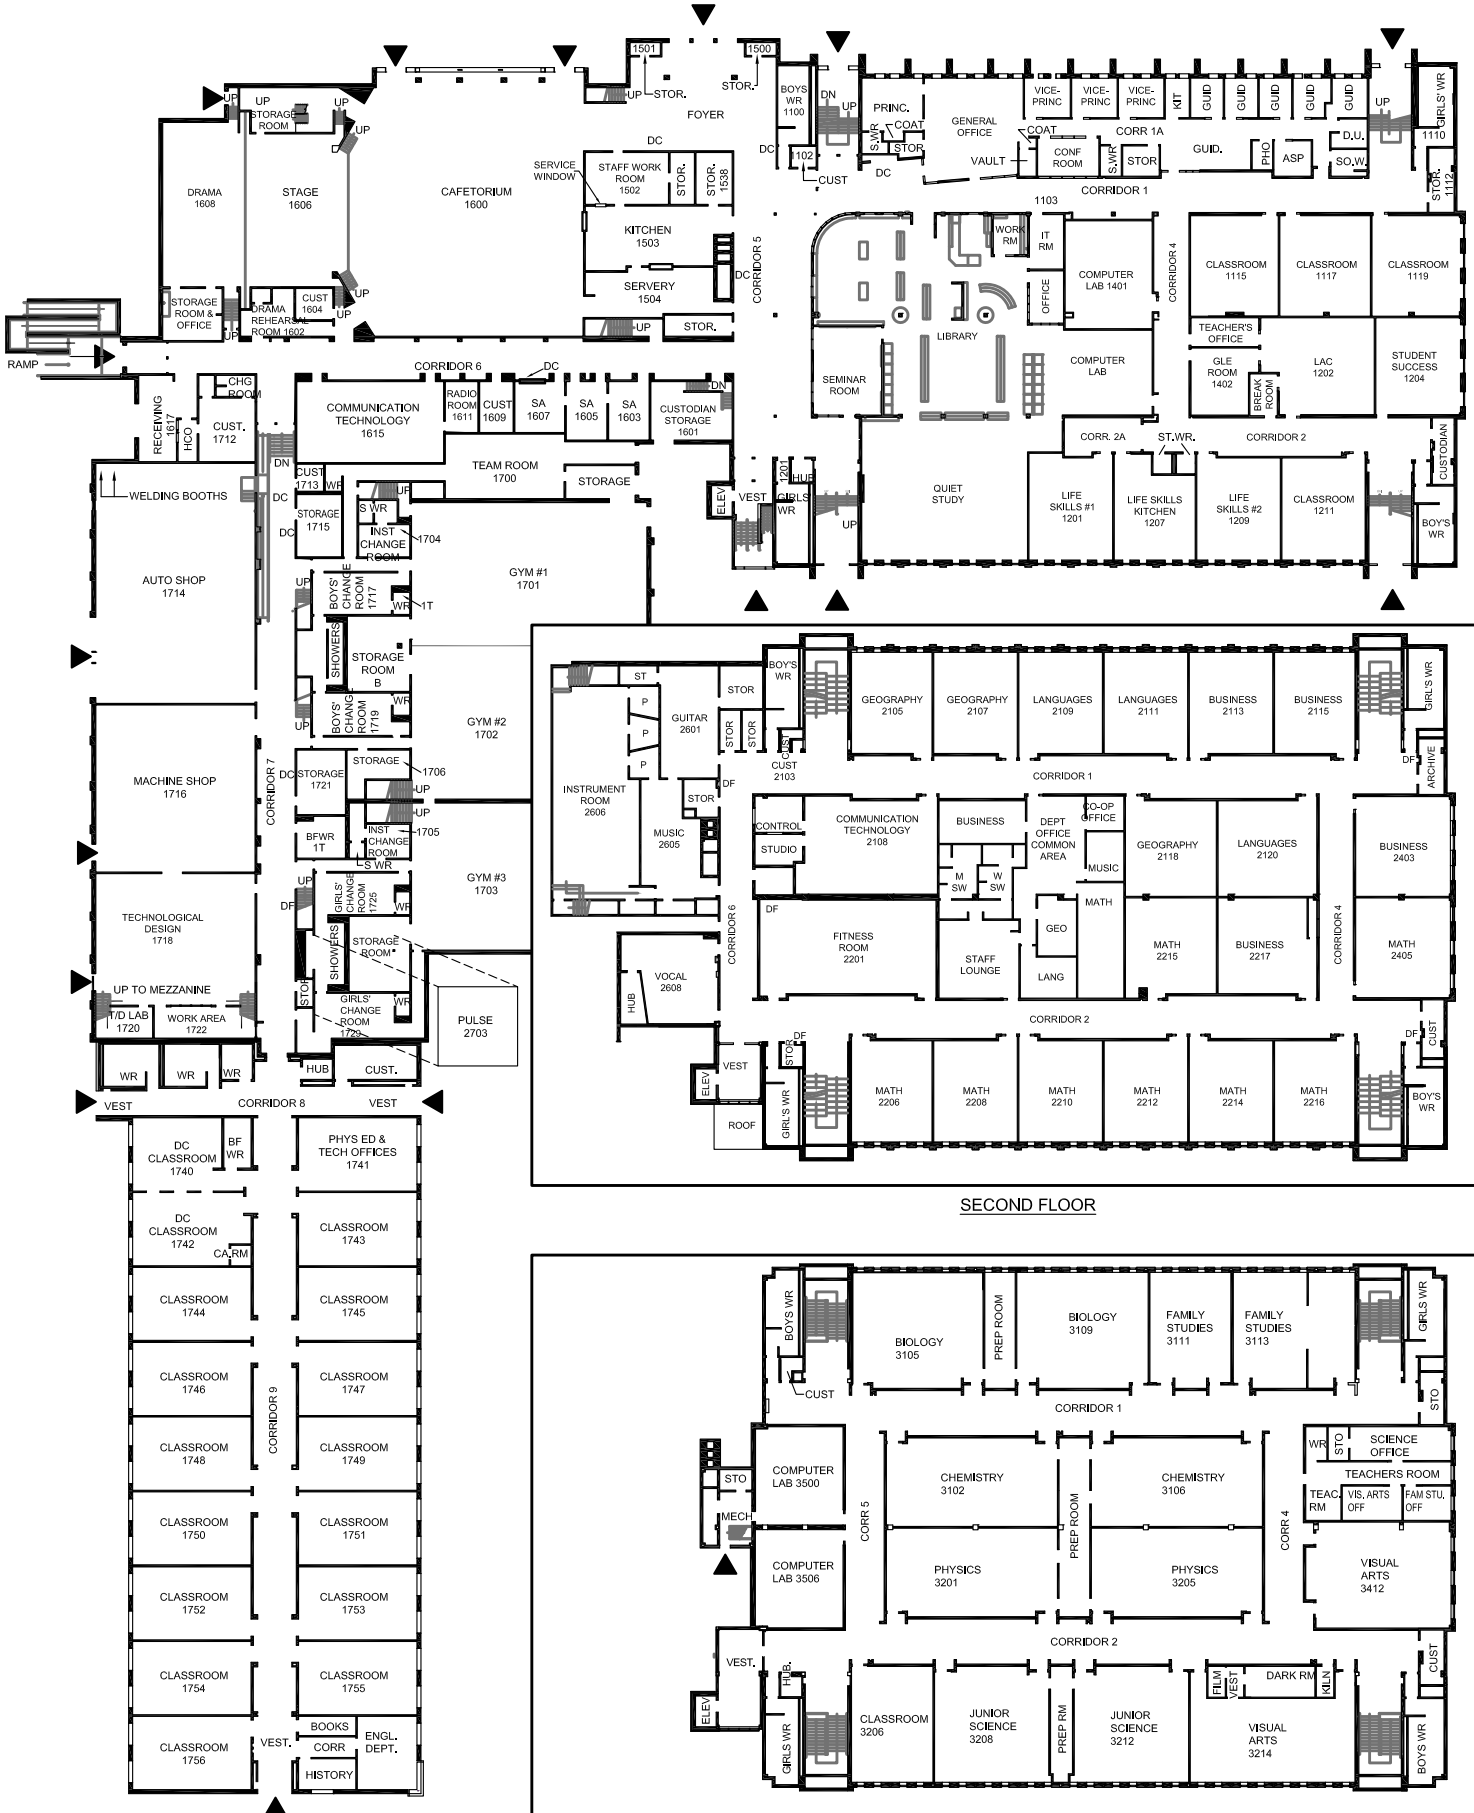 1501
1500
STOR.
STOR.
FOYER
UP
BOYS
WR
1100
1102
CUST
DC
DC
DN
UP
PRINC.
COAT
S.WR
STOR
DC
GENERAL
OFFICE
VAULT
COAT
VICE-
PRINC
VICE-
PRINC
VICE-
PRINC
KIT
GUID
GUID
GUID
GUID
GUID
CORR 1A
CONF
ROOM
S.WR
STOR
GUID.
PHO
ASP
D.U.
SO.W.
UP
GIRLS' WR
1110
STOR.
1112
CORRIDOR 1
1103
UP
UP
STORAGE
ROOM
UP
UP
DRAMA
1608
STAGE
1606
CAFETORIUM
1600
SERVICE
WINDOW
STAFF WORK
ROOM
1502
STOR.
STOR.
1538
KITCHEN
1503
SERVERY
1504
DC
CORRIDOR 5
UP
STOR.
STORAGE
ROOM &
OFFICE
UP
DRAMA
REHEARSAL
ROOM 1602
CUST
1604
UP
UP
RAMP
WORK
RM
IT
RM
OFFICE
COMPUTER
LAB 1401
CORRIDOR 4
CLASSROOM
1115
CLASSROOM
1117
CLASSROOM
1119
LIBRARY
SEMINAR
ROOM
COMPUTER
LAB
TEACHER'S
OFFICE
GLE
ROOM
1402
BREAK
ROOM
LAC
1202
STUDENT
SUCCESS
1204
CORR. 2A
ST.WR.
CORRIDOR 2
CUSTODIAN
QUIET
STUDY
LIFE
SKILLS #1
1201
LIFE SKILLS
KITCHEN
1207
LIFE
SKILLS #2
1209
CLASSROOM
1211
BOY'S
WR
CORRIDOR 6
DC
CHG
ROOM
RECEIVING
1617
HCO
CUST.
1712
COMMUNICATION
TECHNOLOGY
1615
RADIO
ROOM
1611
CUST
1609
SA
1607
SA
1605
SA
1603
CUSTODIAN
STORAGE
1601
DN
TEAM ROOM
1700
STORAGE
ELEV
VEST
1201
HUB
GIRLS'
WR
UP
WELDING BOOTHS
DN
DC
DC
CUST
1713
WR
STORAGE
1715
UP
S WR
INST
CHANGE
ROOM
1704
AUTO SHOP
1714
GYM #1
1701
UP
BOYS'
CHANGE
ROOM
1717
WR
1T
SHOWERS
STORAGE
ROOM
B
BOYS'
CHANGE
ROOM
1719
WR
UP
GYM #2
1702
MACHINE SHOP
1716
CORRIDOR 7
DC
STORAGE
1721
STORAGE
1706
UP
UP
INST
CHANGE
ROOM
1705
BFWR
1T
S WR
UP
DF
GIRLS'
CHANGE
ROOM
1725
WR
GYM #3
1703
TECHNOLOGICAL
DESIGN
1718
SHOWERS
STORAGE
ROOM
STOR
GIRLS'
CHANGE
ROOM
1729
WR
PULSE
2703
UP TO MEZZANINE
T/D LAB
1720
WORK AREA
1722
WR
WR
WR
HUB
CUST.
VEST
CORRIDOR 8
VEST
DC
CLASSROOM
1740
BF
WR
PHYS ED &
TECH OFFICES
1741
DC
CLASSROOM
1742
CA.RM
CLASSROOM
1743
CLASSROOM
1744
CLASSROOM
1745
CLASSROOM
1746
CORRIDOR 9
CLASSROOM
1747
CLASSROOM
1748
CLASSROOM
1749
CLASSROOM
1750
CLASSROOM
1751
CLASSROOM
1752
CLASSROOM
1753
CLASSROOM
1754
CLASSROOM
1755
CLASSROOM
1756
VEST.
BOOKS
CORR
HISTORY
ENGL.
DEPT.
ST
P
P
P
GUITAR
2601
STOR
STOR
STOR
BOY'S
WR
CUST
CUST
2103
DF
INSTRUMENT
ROOM
2606
MUSIC
2605
STOR
GEOGRAPHY
2105
GEOGRAPHY
2107
LANGUAGES
2109
LANGUAGES
2111
BUSINESS
2113
BUSINESS
2115
GIRL'S WR
DF
ARCHIVE
CORRIDOR 1
CONTROL
STUDIO
COMMUNICATION
TECHNOLOGY
2108
BUSINESS
DEPT
OFFICE
COMMON
AREA
CO-OP
OFFICE
MUSIC
GEOGRAPHY
2118
LANGUAGES
2120
BUSINESS
2403
M
SW
W
SW
MATH
CORRIDOR 6
DF
FITNESS
ROOM
2201
STAFF
LOUNGE
GEO
LANG
MATH
2215
BUSINESS
2217
CORRIDOR 4
MATH
2405
VOCAL
2608
HUB
CORRIDOR 2
DF
STOR
VEST
ELEV
GIRL'S WR
ROOF
MATH
2206
MATH
2208
MATH
2210
MATH
2212
MATH
2214
MATH
2216
DF
CUST
BOY'S
WR
SECOND FLOOR
BOYS WR
CUST
BIOLOGY
3105
PREP ROOM
BIOLOGY
3109
FAMILY
STUDIES
3111
FAMILY
STUDIES
3113
GIRLS WR
STO
CORRIDOR 1
STO
MECH
COMPUTER
LAB 3500
COMPUTER
LAB 3506
CORR 5
CHEMISTRY
3102
PREP ROOM
CHEMISTRY
3106
PHYSICS
3201
PHYSICS
3205
CORR 4
WR
STO
SCIENCE
OFFICE
TEACHERS ROOM
TEAC.
RM
VIS. ARTS
OFF
FAM STU.
OFF
VISUAL
ARTS
3412
CORRIDOR 2
VEST.
ELEV
HUB.
GIRLS WR
CLASSROOM
3206
JUNIOR
SCIENCE
3208
PREP RM
JUNIOR
SCIENCE
3212
FILM
VEST
DARK RM
KILN
VISUAL
ARTS
3214
CUST
BOYS WR